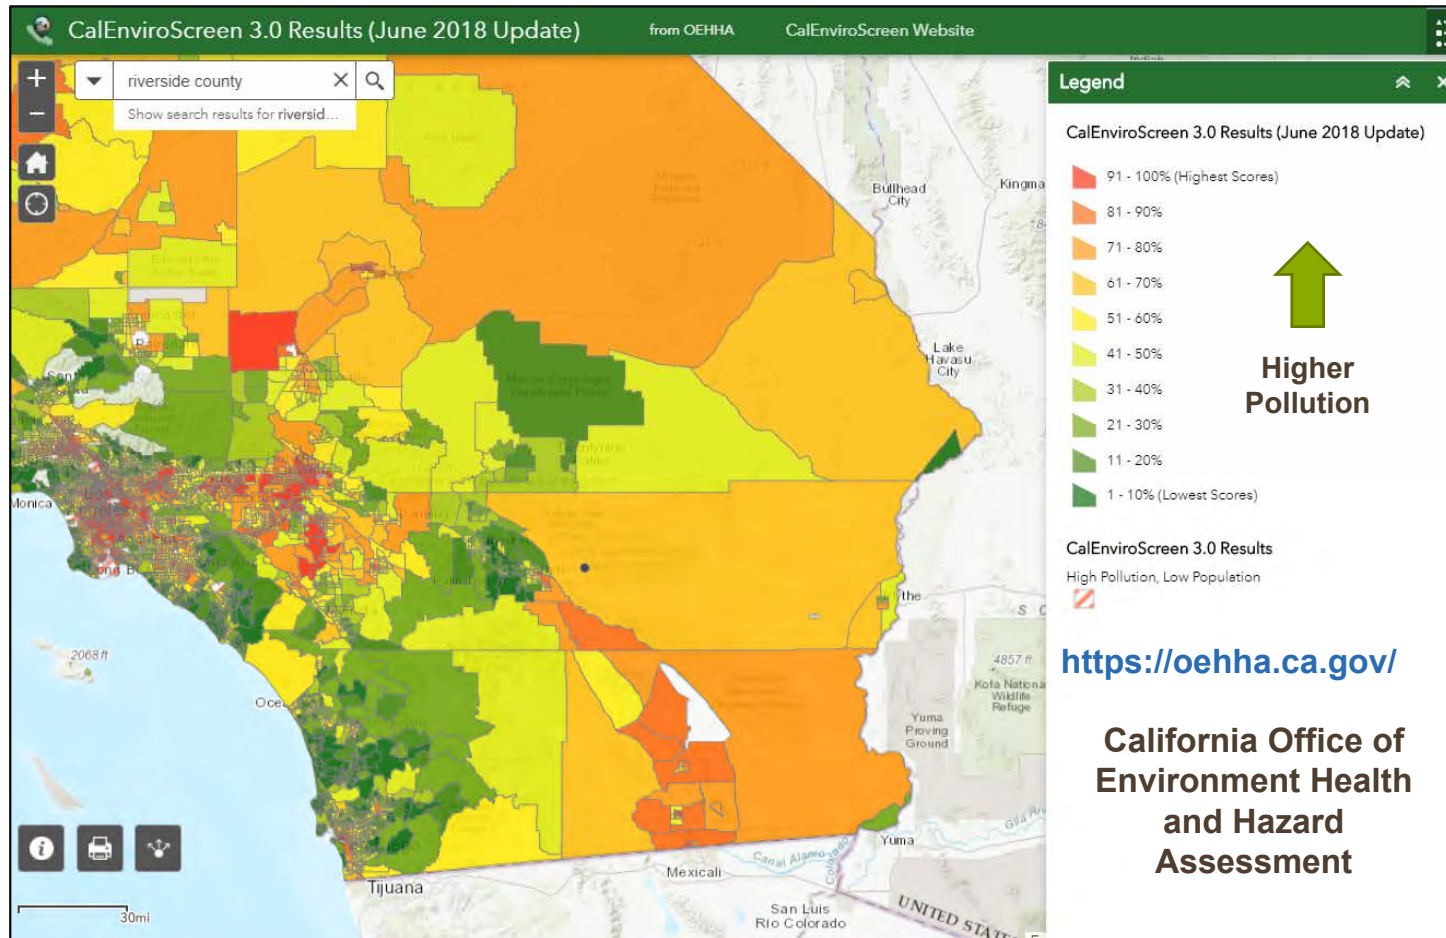 CalEnviroScreen 3.0 Results (June 2018 Update)
from OEHHA
CalEnviroScreen Website
riverside county
Show search results for riversid...
Legend
CalEnviroScreen 3.0 Results (June 2018 Update)
91 - 100% (Highest Scores)
81 - 90%
71 - 80%
61 - 70%
51 - 60%
41 - 50%
31 - 40%
21 - 30%
11 - 20%
1 - 10% (Lowest Scores)
Higher
Pollution
CalEnviroScreen 3.0 Results
High Pollution, Low Population
https://oehha.ca.gov/
California Office of
Environment Health
and Hazard
Assessment
Bullhead
City
Kingma
Lake
Havasu
City
Monica
2068 ft
4857 ft
Kofa National
Wildlife
Refuge
Yuma
Proving
Ground
Yuma
Mexicali
Canal Alamo
Colorado
Tijuana
San Luis
Rio Colorado
UNITED STATE
30mi